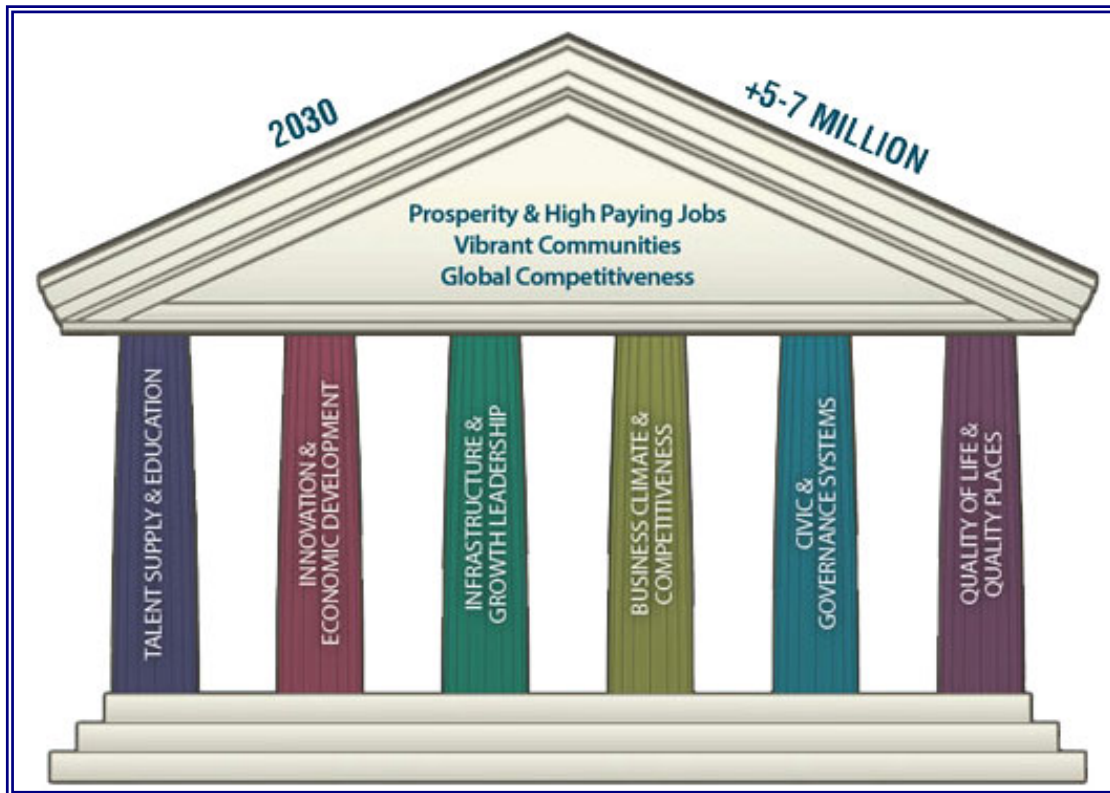 2030
+5-7 MILLION
Prosperity & High Paying Jobs
Vibrant Communities
Global Competitiveness
TALENT SUPPLY & EDUCATION
INNOVATION &
ECONOMIC DEVELOPMENT
INFRASTRUCTURE &
GROWTH LEADERSHIP
BUSINESS CLIMATE &
COMPETITIVENESS
CIVIC &
GOVERNANCE SYSTEMS
QUALITY OF LIFE &
QUALITY PLACES